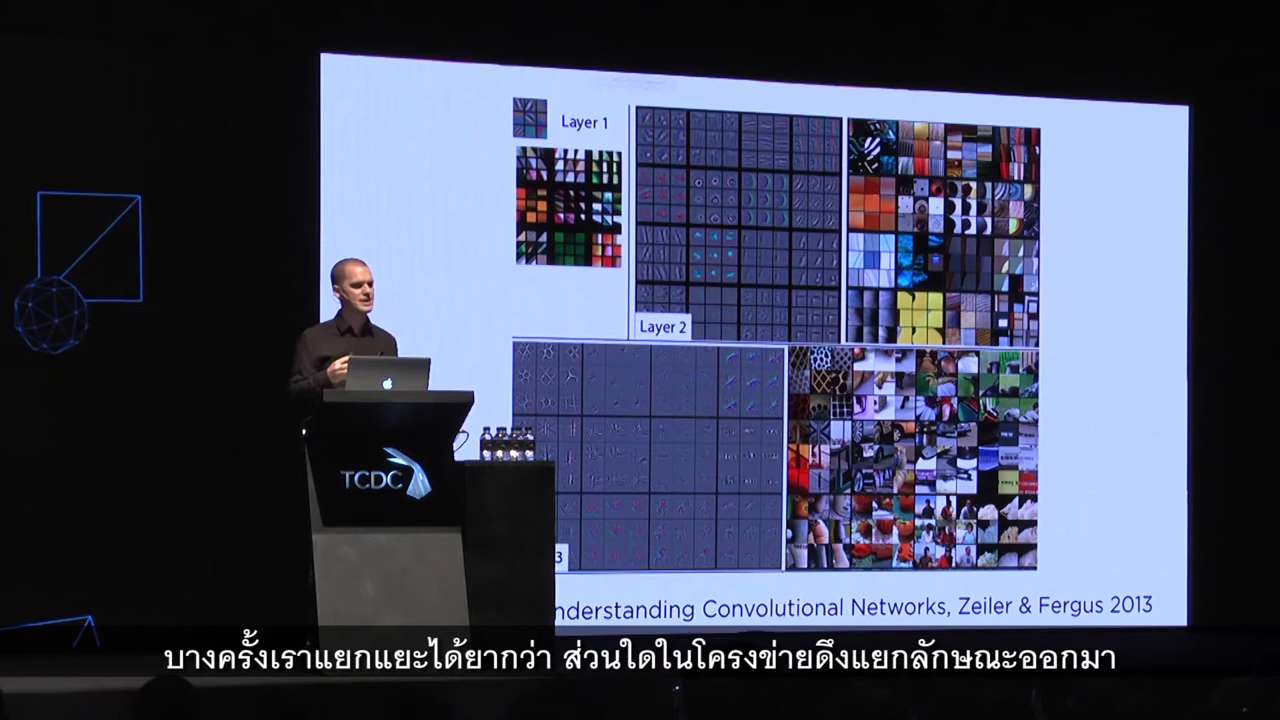 Layer 1
Layer 2
3
nderstanding Convolutional Networks, Zeiler & Fergus 2013
TCDC
บางครั้งเราแยกแยะได้ยากว่า ส่วนใดในโครงข่ายดึงแยกลักษณะออกมา